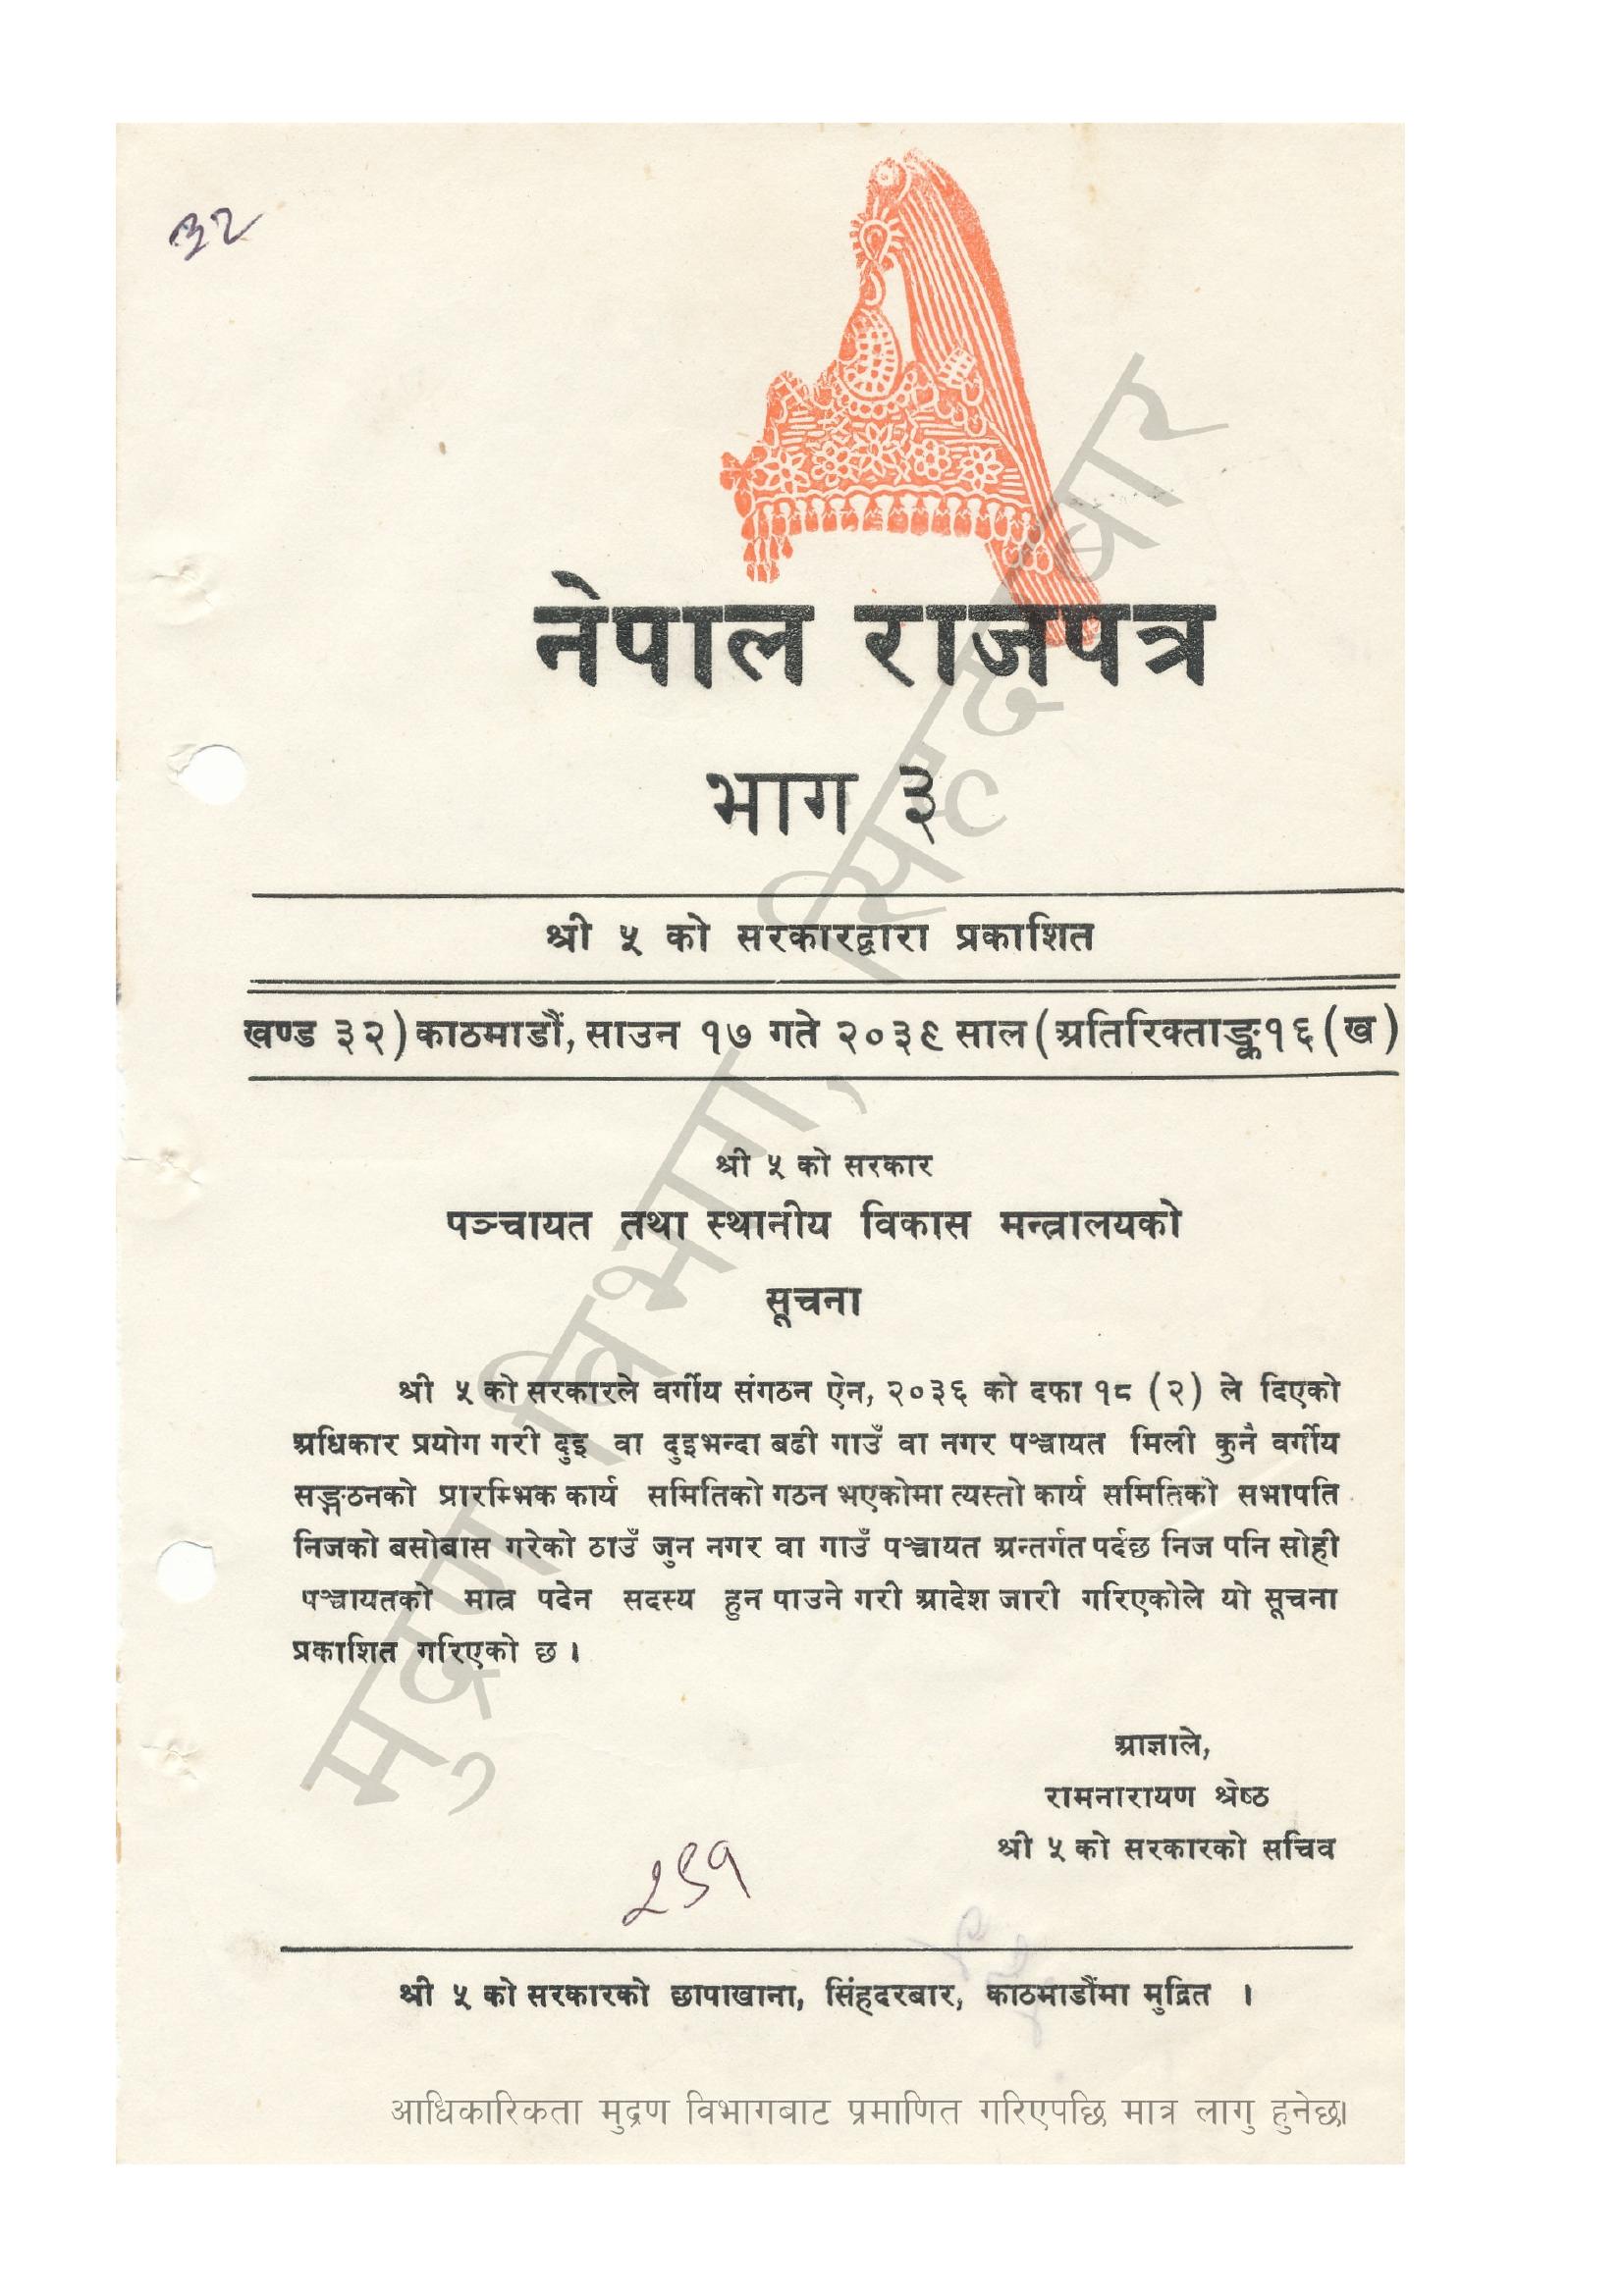 ३२
नेपाल राजपत्र
भाग ३
श्री ५ को सरकारद्वारा प्रकाशित
खण्ड ३२) काठमाडौं, साउन १७ गते २०३९ साल (अतिरिक्ताङ्क १६ (ख)
श्री ५ को सरकार
पञ्चायत तथा स्थानीय विकास मन्त्रालयको
सूचना
श्री ५ को सरकारले वर्गीय संगठन ऐन, २०३६ को दफा १८ (२) ले दिएको
अधिकार प्रयोग गरी दुइ वा दुइभन्दा बढी गाउँ वा नगर पञ्चायत मिली कुनै वर्गीय
सङ्गठनको प्रारम्भिक कार्य समितिको गठन भएकोमा त्यस्तो कार्य समितिको सभापति
निजको बसोबास गरेको ठाउँ जुन नगर वा गाउँ पञ्चायत अन्तर्गत पर्दछ निज पनि सोही
पञ्चायतको मात्र पदेन सदस्य हुन पाउने गरी आदेश जारी गरिएकोले यो सूचना
प्रकाशित गरिएको छ ।
आज्ञाले,
रामनारायण श्रेष्ठ
श्री ५ को सरकारको सचिव
२९१
श्री ५ को सरकारको छापाखाना, सिंहदरबार, काठमाडौंमा मुद्रित ।
आधिकारिकता मुद्रण विभागबाट प्रमाणित गरिएपछि मात्र लागु हुनेछ।
मुद्रण विभाग, सिंहदरबार